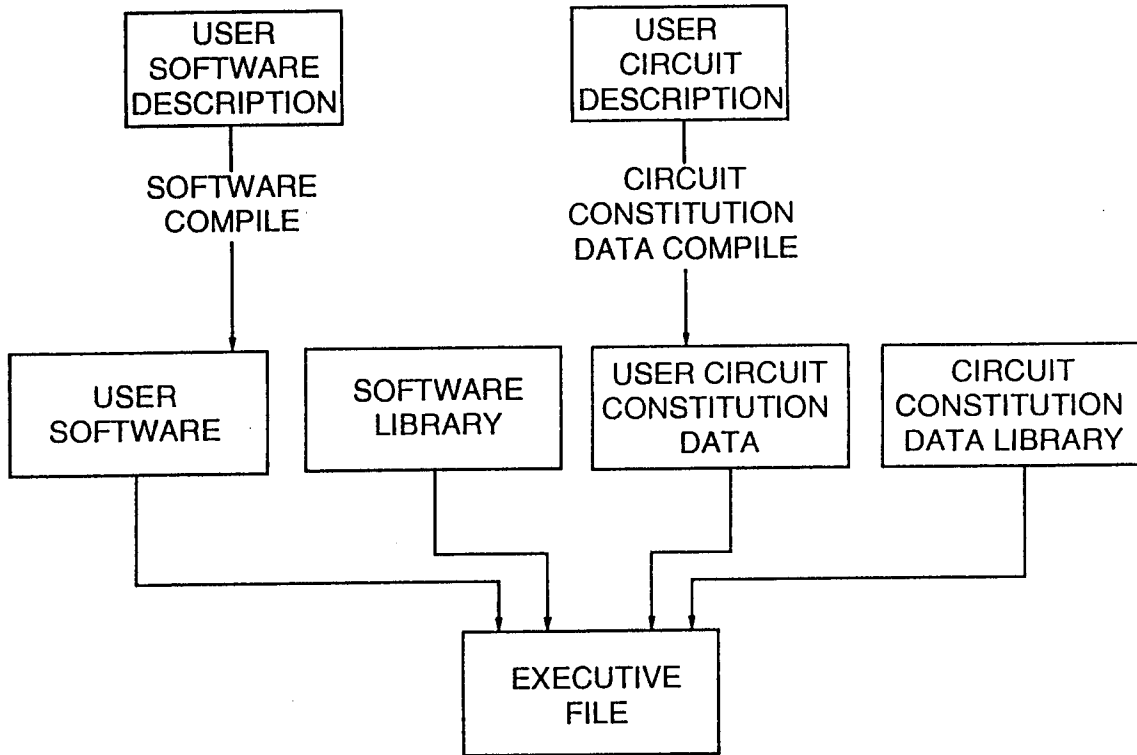 USER
SOFTWARE
DESCRIPTION
USER
CIRCUIT
DESCRIPTION
SOFTWARE
COMPILE
CIRCUIT
CONSTITUTION
DATA COMPILE
USER
SOFTWARE
SOFTWARE
LIBRARY
USER CIRCUIT
CONSTITUTION
DATA
CIRCUIT
CONSTITUTION
DATA LIBRARY
EXECUTIVE
FILE